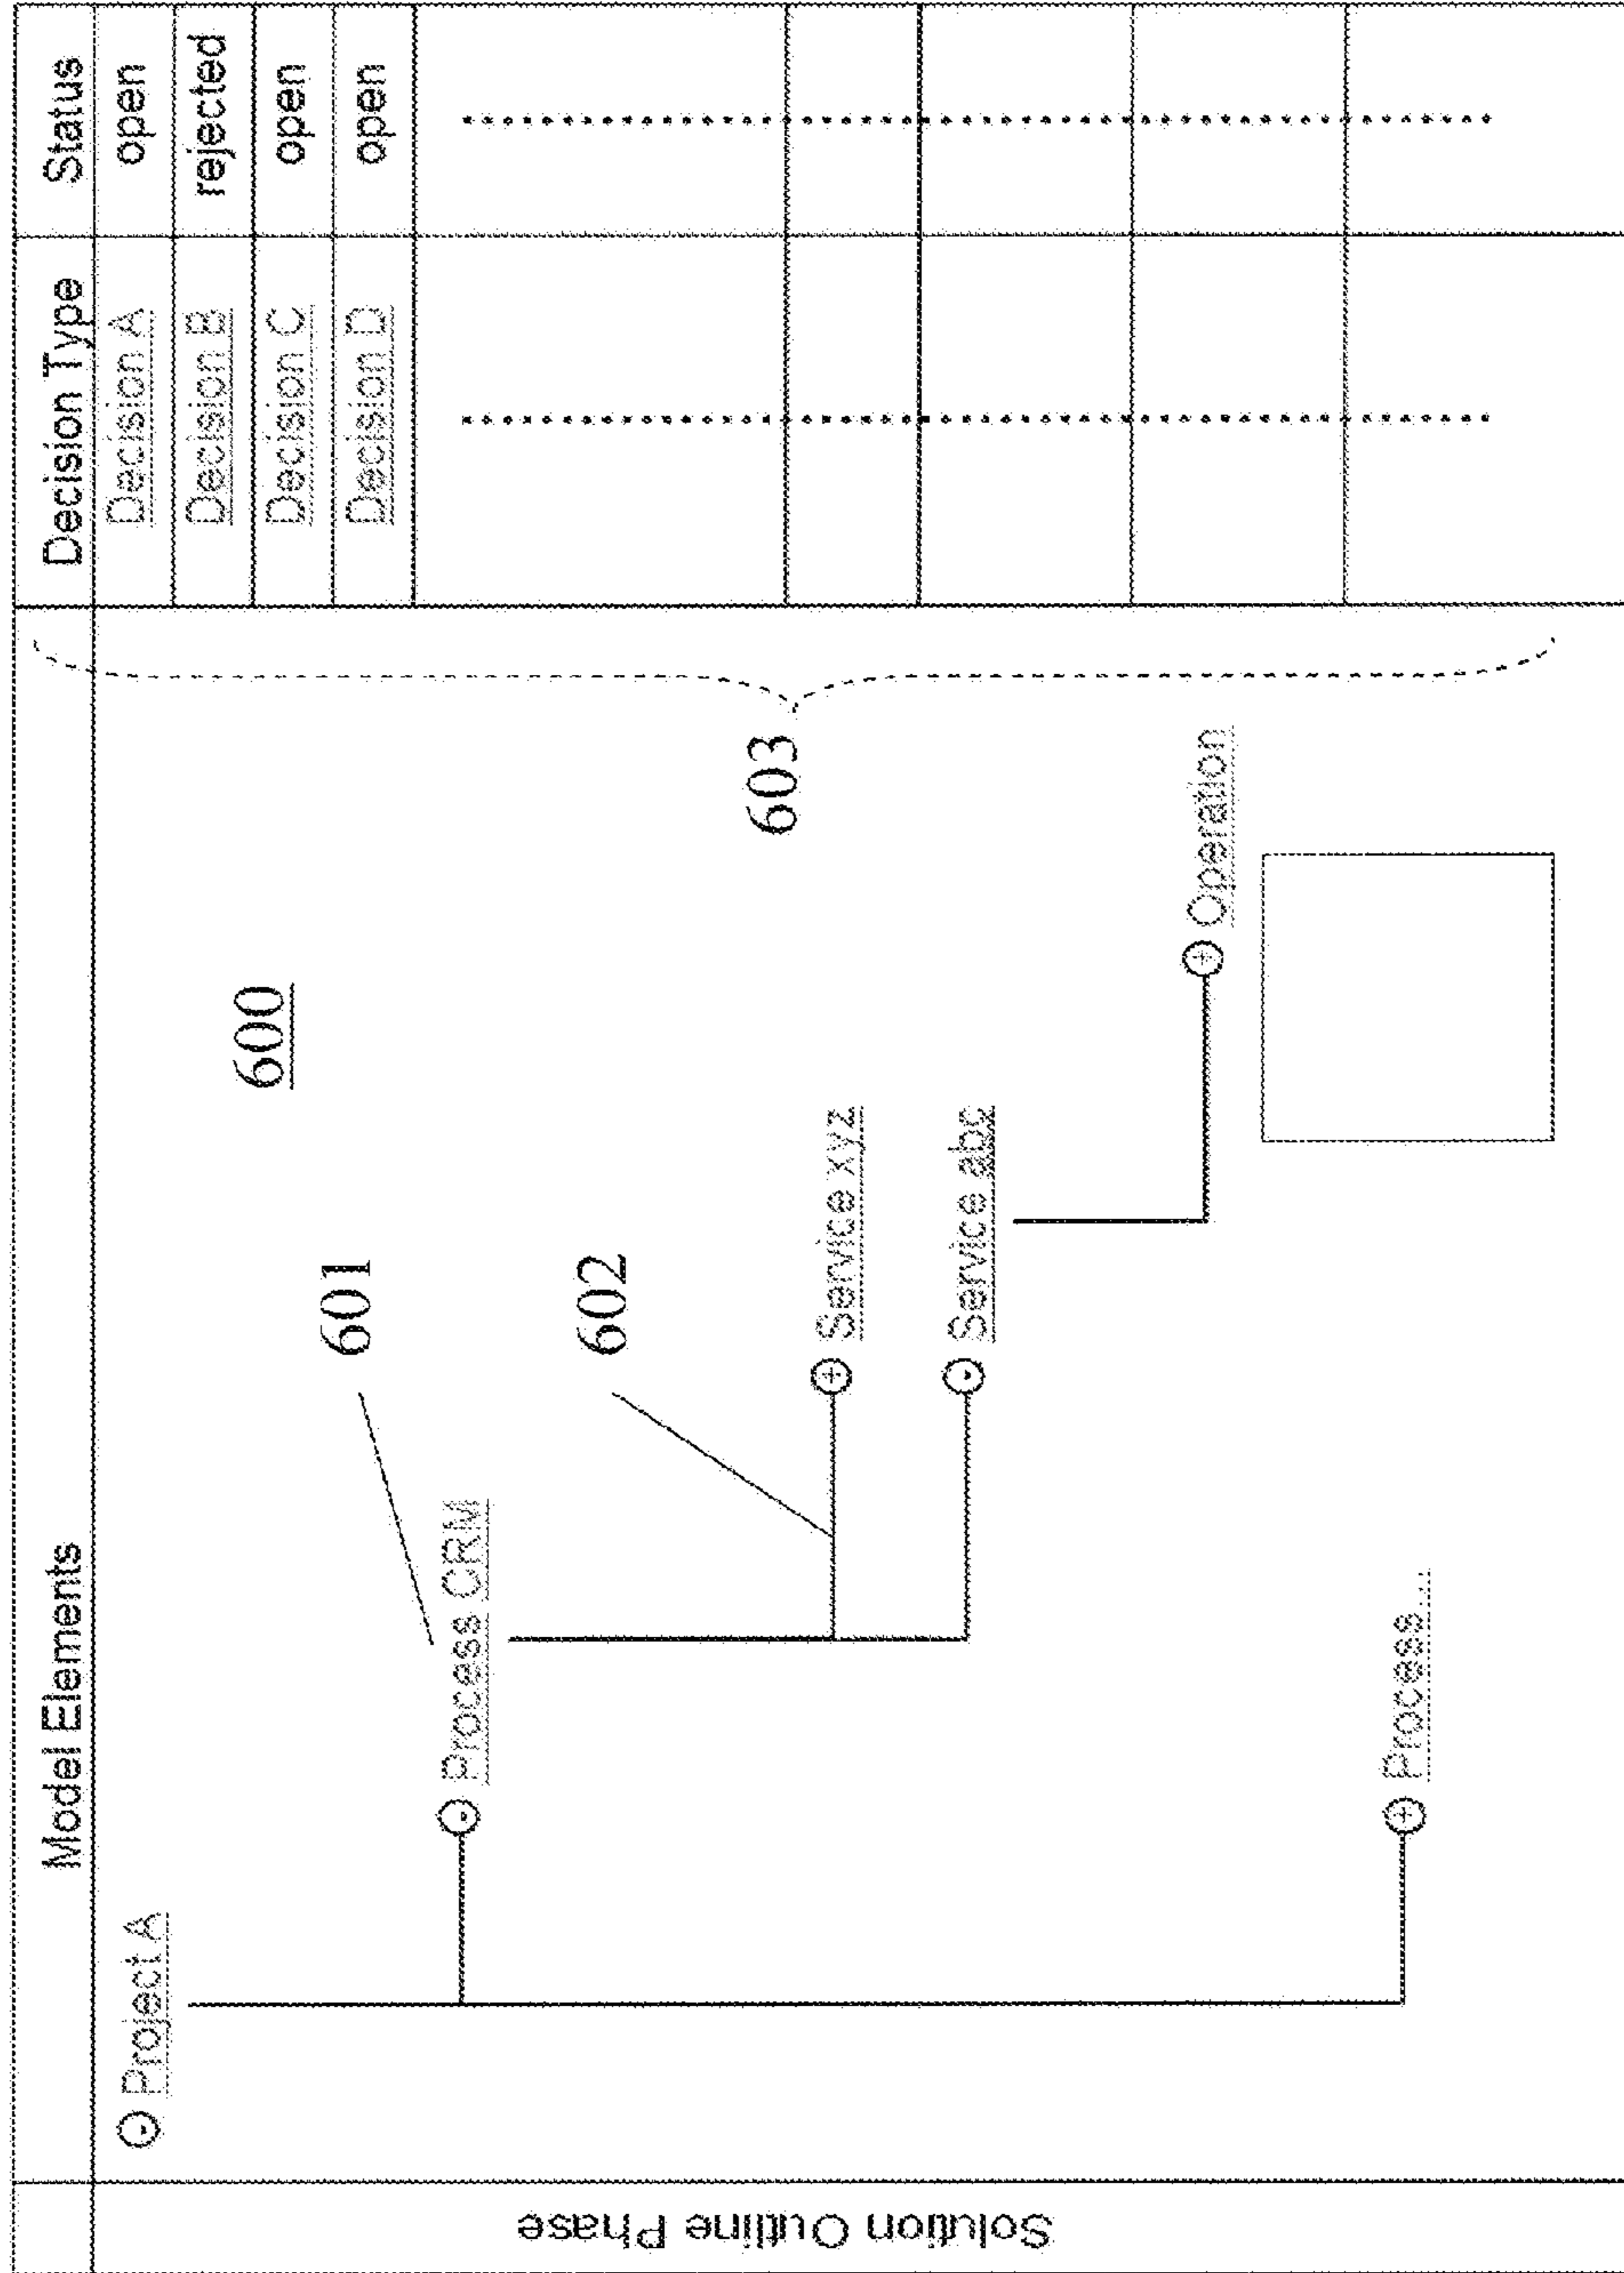 Model Elements Decision Type Status
Solution Outline Phase
Project A Decision A open
600 Decision B rejected
601 Decision C open
Decision D open
Process CRM
602
603
Service xyz
Service abc
Operation
Process...